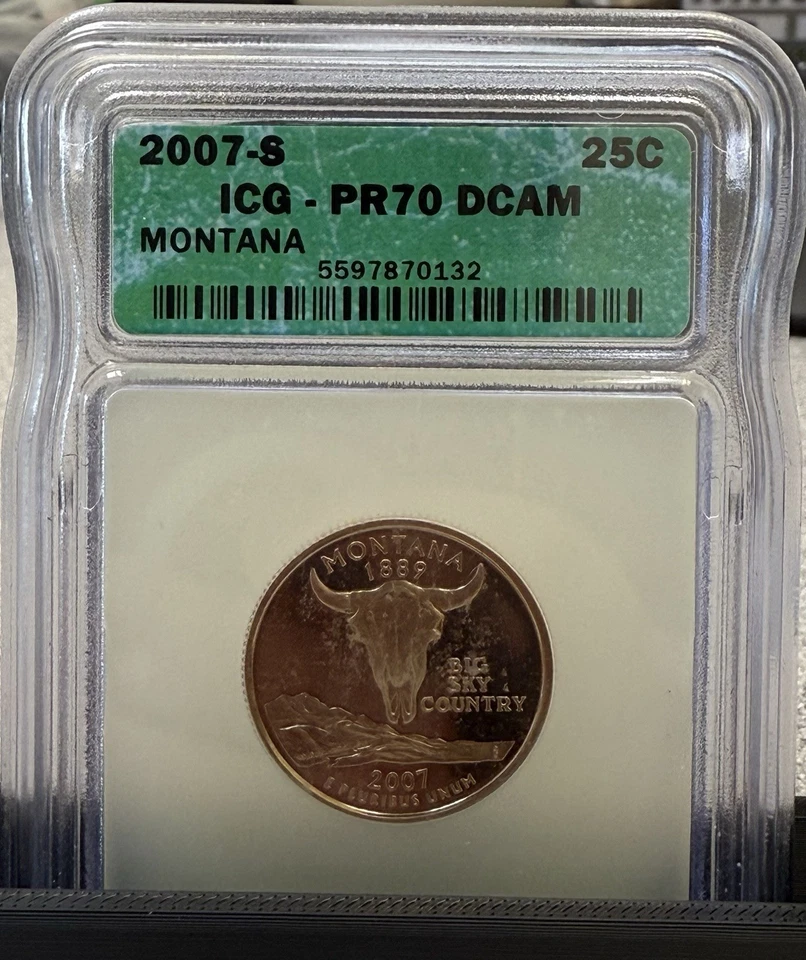 2007-S 25C
ICG - PR70 DCAM
MONTANA
5597870132
MONTANA
1889
BIG
SKY
COUNTRY
2007
E PLURIBUS UNUM